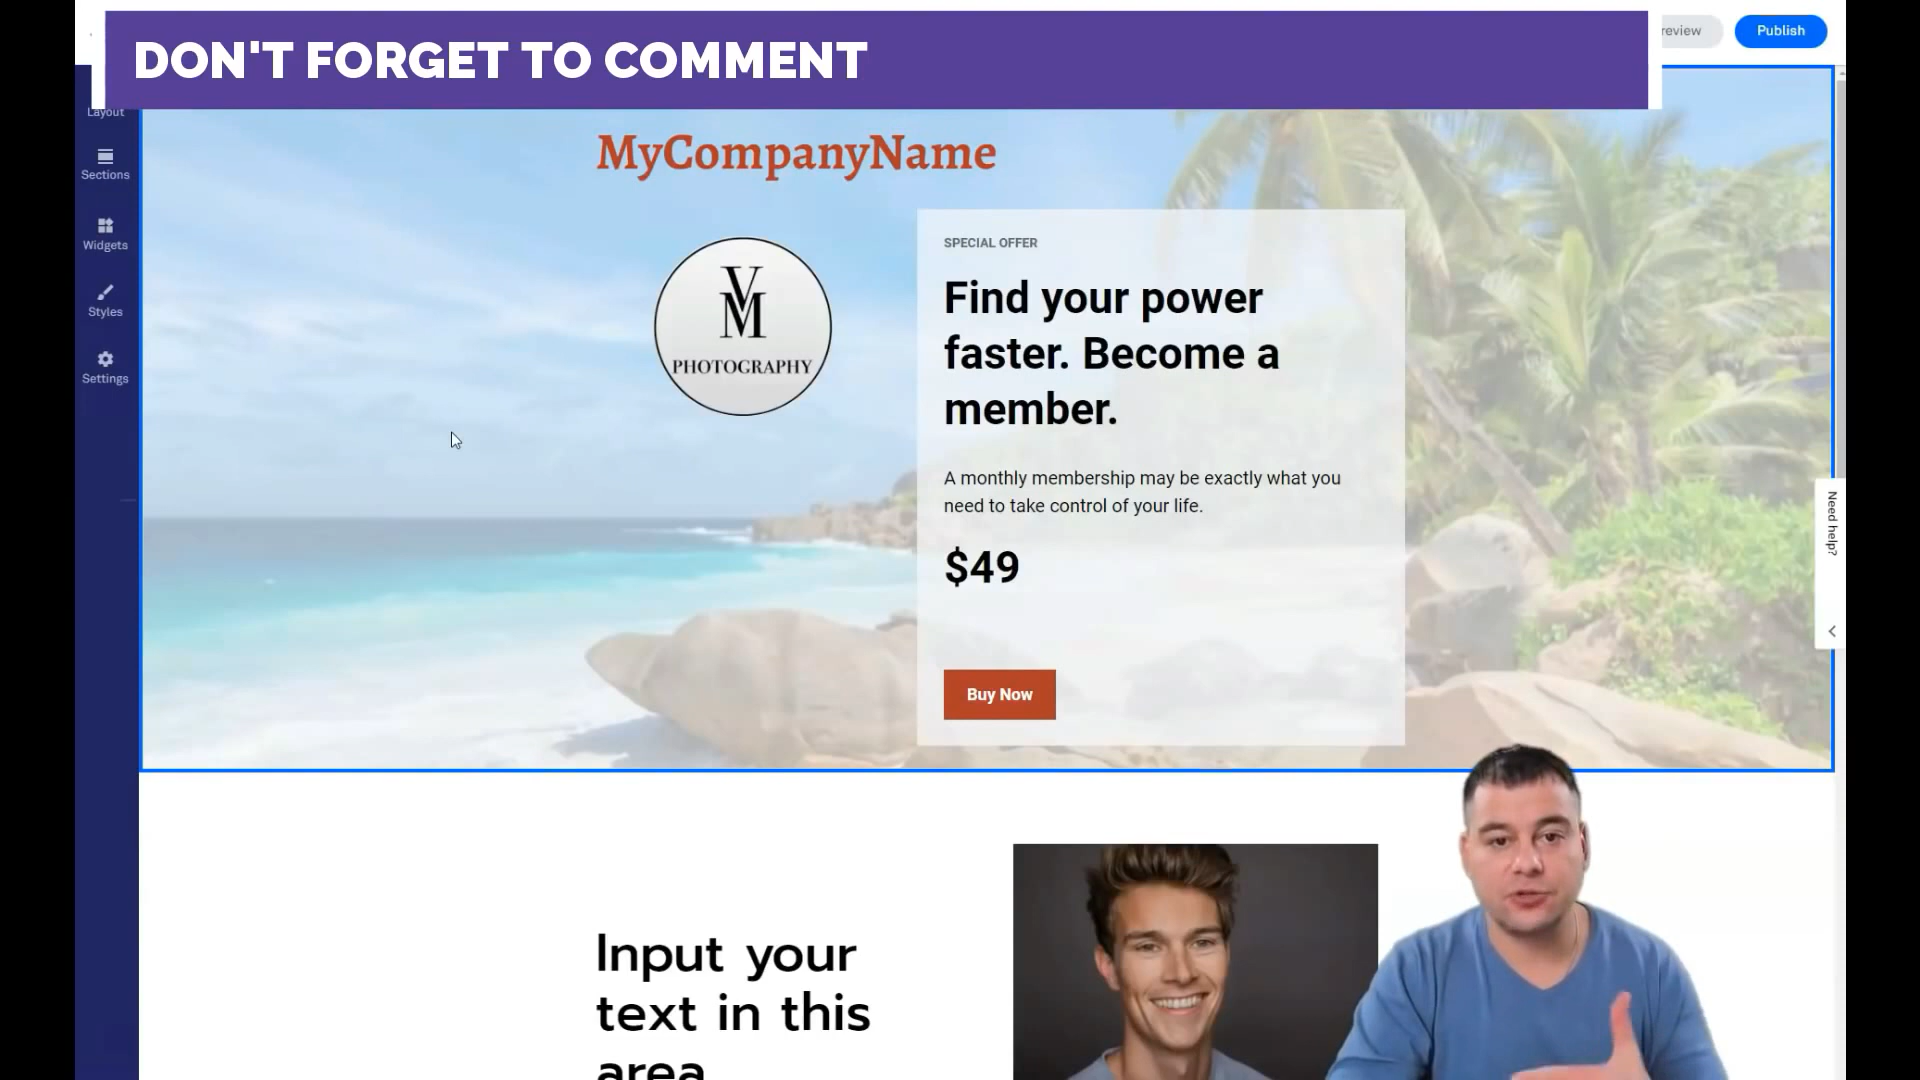 DON'T FORGET TO COMMENT
review
Publish
Layout
Sections
Widgets
Styles
Settings
MyCompanyName
VM
PHOTOGRAPHY
SPECIAL OFFER
Find your power
faster. Become a
member.
A monthly membership may be exactly what you
need to take control of your life.
$49
Buy Now
Need help?
Input your
text in this
area